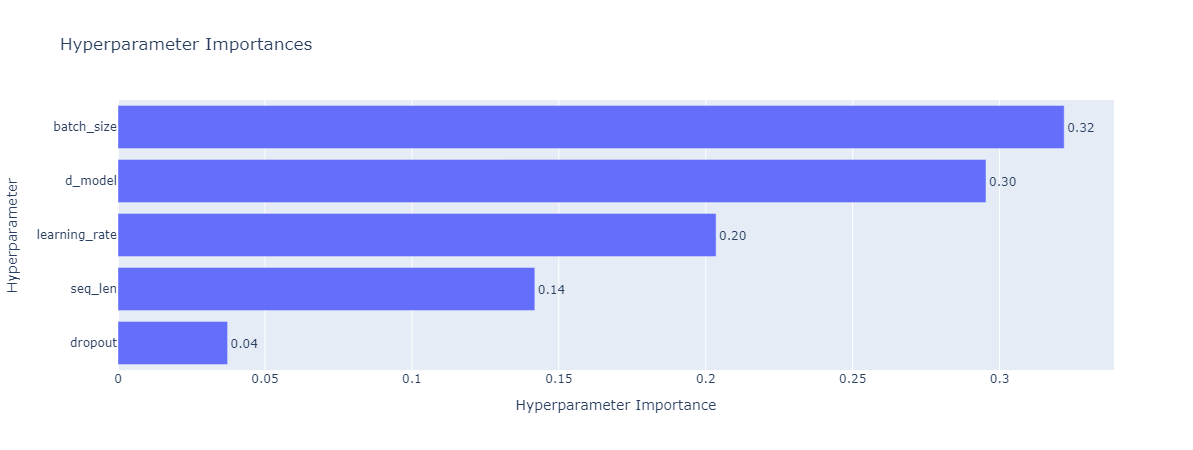 Hyperparameter Importances
Hyperparameter
batch_size 0.32
d_model 0.30
learning_rate 0.20
seq_len 0.14
dropout 0.04
0 0.05 0.1 0.15 0.2 0.25 0.3
Hyperparameter Importance